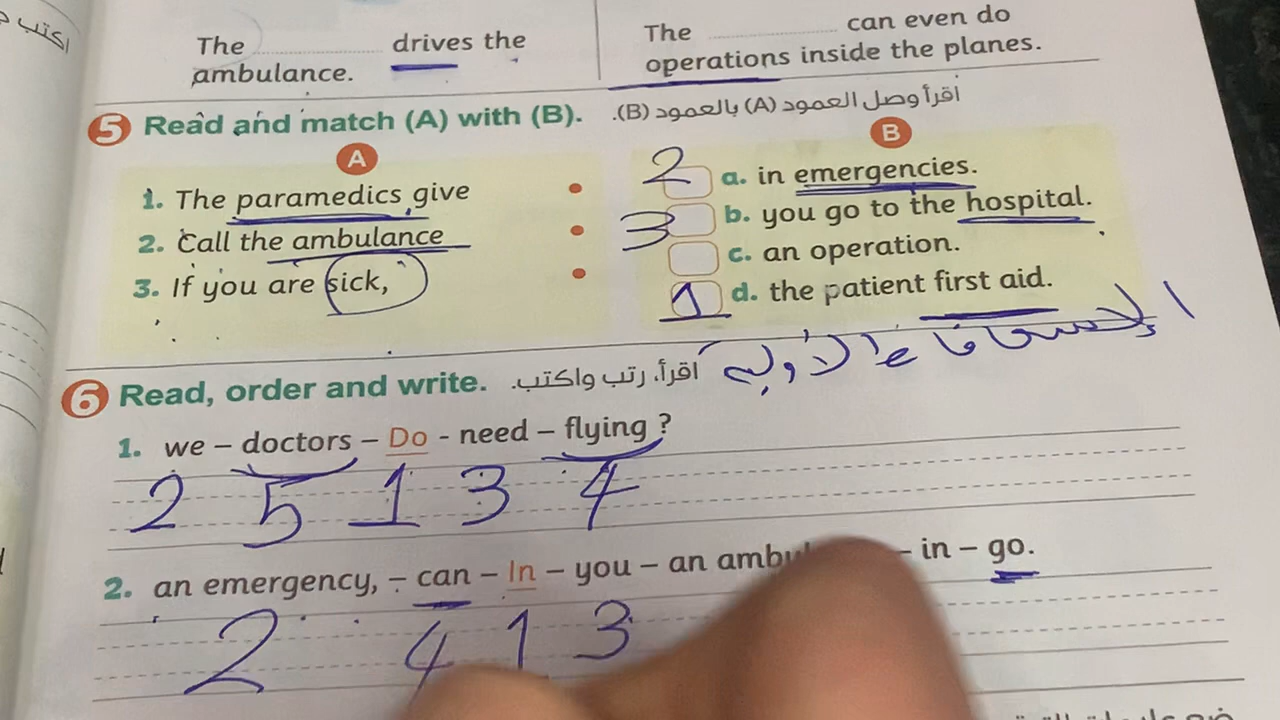 اكتب
The ............ drives the
ambulance.
The ............ can even do
operations inside the planes.
5 Read and match (A) with (B). اقرأ وصل العمود (A) بالعمود (B).
A
B
1. The paramedics give
2. Call the ambulance
3. If you are sick,
2 a. in emergencies.
3 b. you go to the hospital.
c. an operation.
1 d. the patient first aid.
الإسعافات الأولية
6 Read, order and write. اقرأ، رتب واكتب.
1. we – doctors – Do - need – flying ?
2 5 1 3 4
2. an emergency, – can – In – you – an – in – go.
2 4 1 3